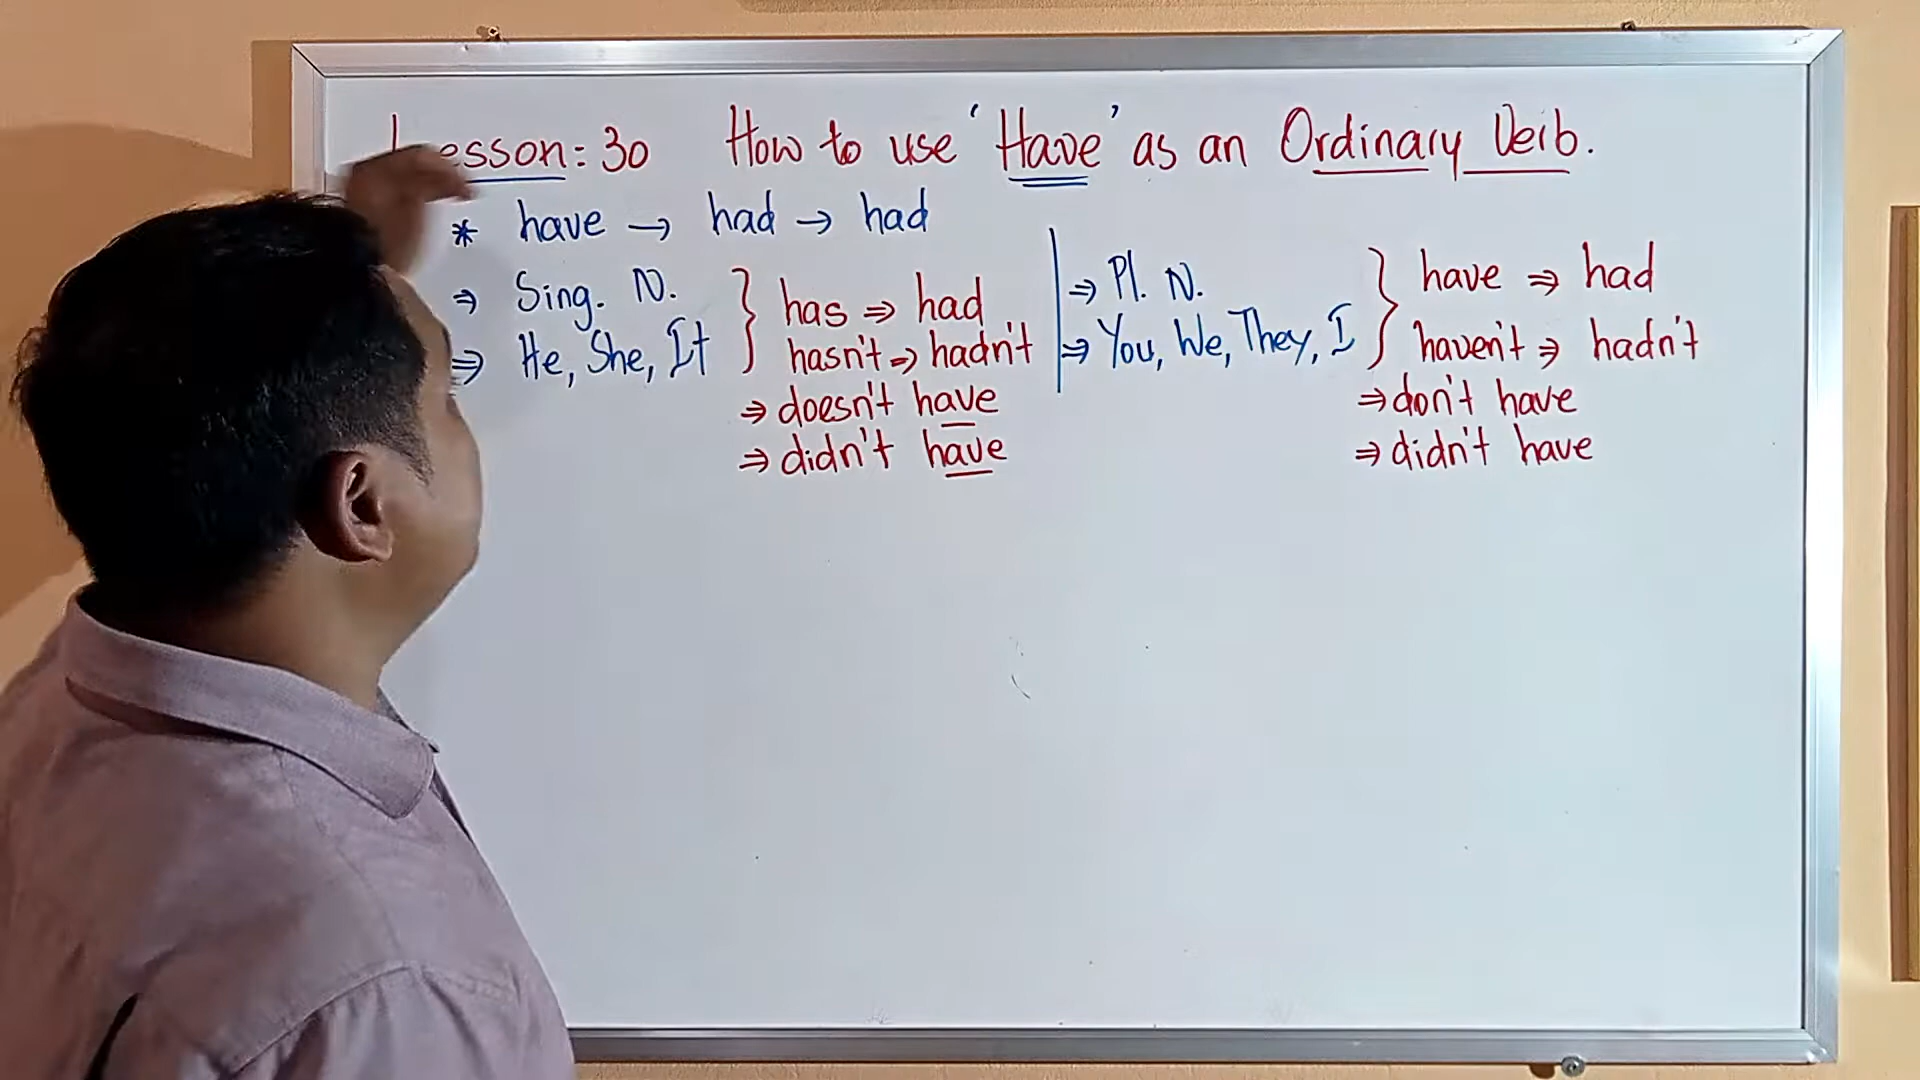 Lesson: 30 How to use 'Have' as an Ordinary Verb.
* have → had → had
⇒ Sing. N.
⇒ He, She, It
} has ⇒ had
hasn't ⇒ hadn't
⇒ doesn't have
⇒ didn't have
⇒ Pl. N.
⇒ You, We, They, I
} have ⇒ had
haven't ⇒ hadn't
⇒ don't have
⇒ didn't have